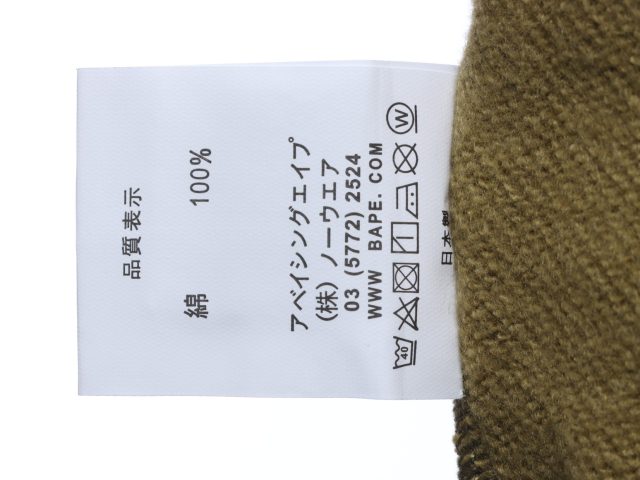 品質表示
綿 100%
アベイシングエイプ
(株) ノーウエア
03 (5772) 2524
WWW BAPE. COM
40 W
日本製